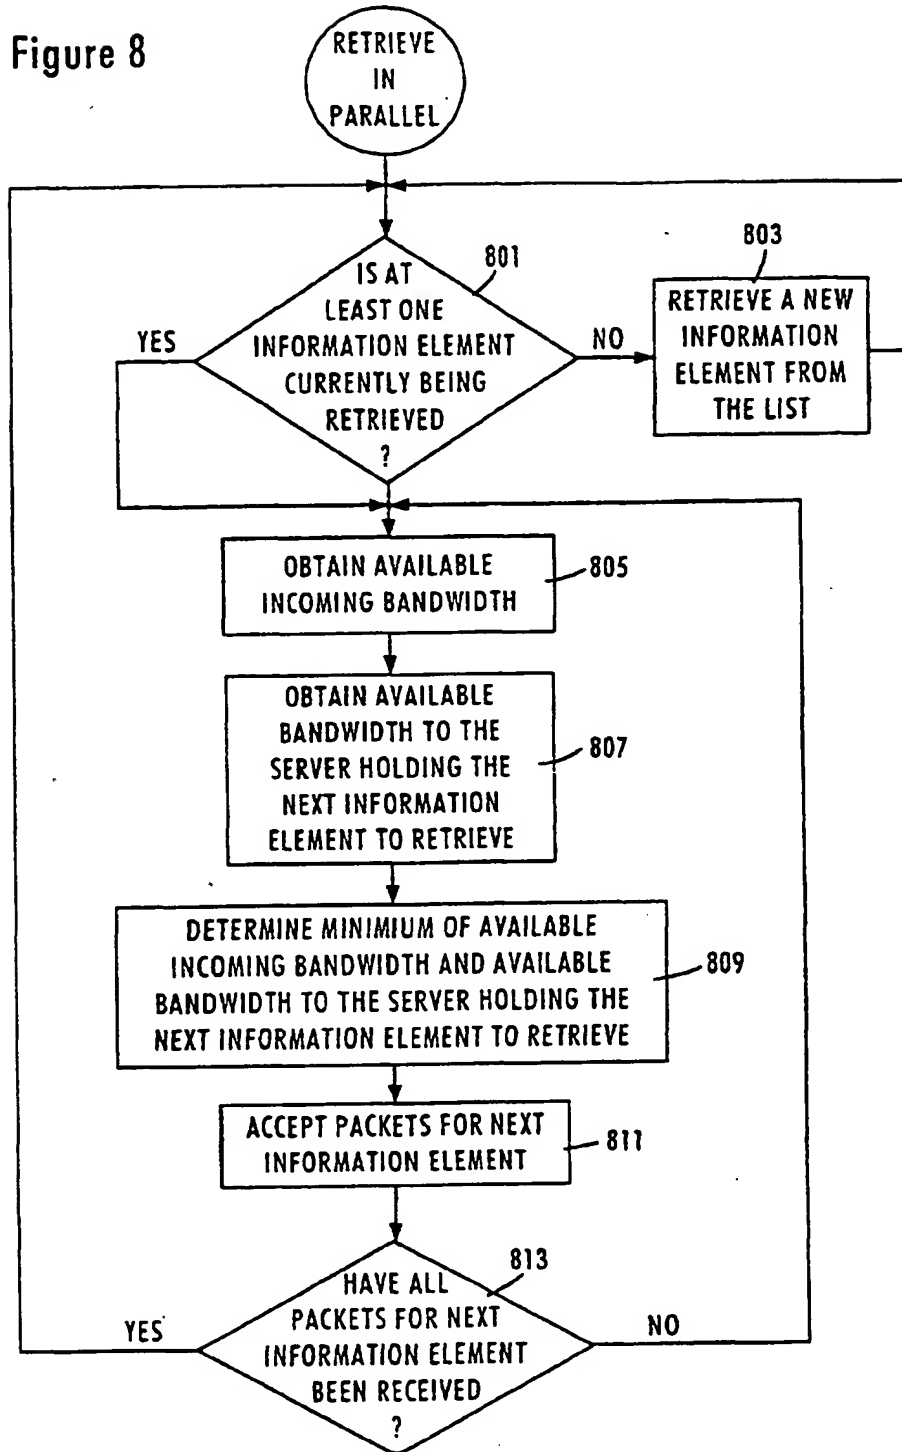 Figure 8
RETRIEVE
IN
PARALLEL
801
IS AT
LEAST ONE
INFORMATION ELEMENT
CURRENTLY BEING
RETRIEVED
?
YES
NO
803
RETRIEVE A NEW
INFORMATION
ELEMENT FROM
THE LIST
OBTAIN AVAILABLE
INCOMING BANDWIDTH
805
OBTAIN AVAILABLE
BANDWIDTH TO THE
SERVER HOLDING THE
NEXT INFORMATION
ELEMENT TO RETRIEVE
807
DETERMINE MINIMIUM OF AVAILABLE
INCOMING BANDWIDTH AND AVAILABLE
BANDWIDTH TO THE SERVER HOLDING THE
NEXT INFORMATION ELEMENT TO RETRIEVE
809
ACCEPT PACKETS FOR NEXT
INFORMATION ELEMENT
811
813
HAVE ALL
PACKETS FOR NEXT
INFORMATION ELEMENT
BEEN RECEIVED
?
YES
NO